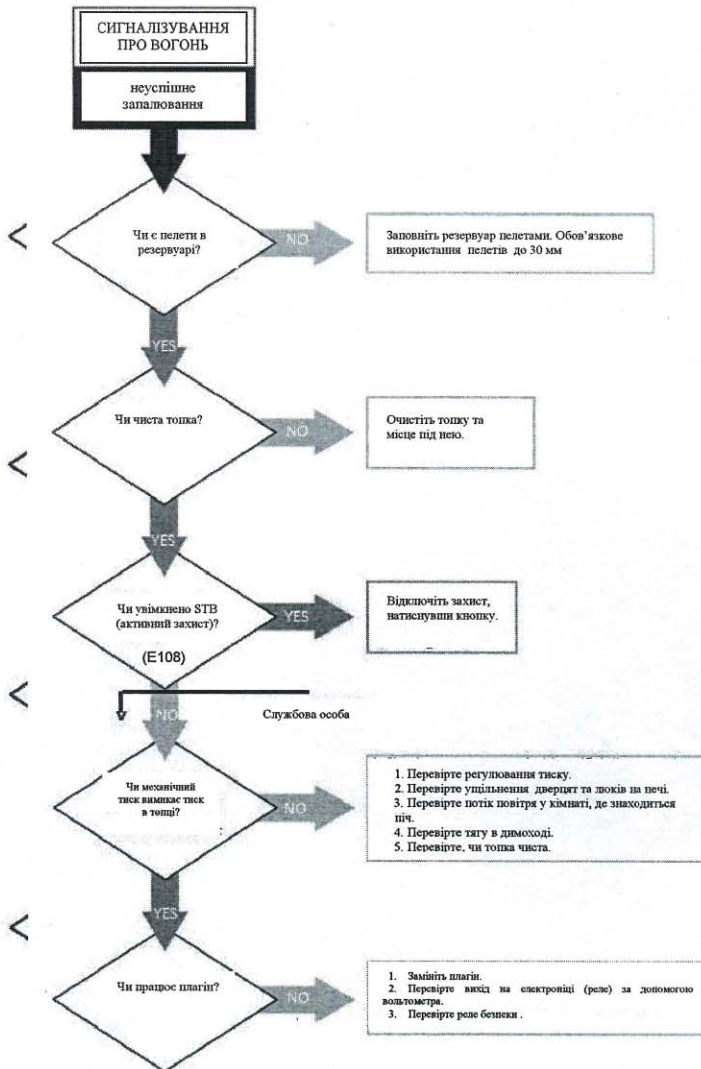 СИГНАЛІЗУВАННЯ
ПРО ВОГОНЬ
неуспішне
запалювання
Чи є пелети в
резервуарі?
NO
Заповніть резервуар пелетами. Обов’язкове
використання пелетів до 30 мм
YES
Чи чиста топка?
NO
Очистіть топку та
місце під нею.
YES
Чи увімкнено STB
(активний захист)?
(E108)
YES
Відключіть захист,
натиснувши кнопку.
NO
Службова особа
Чи механічний
тиск вимикає тиск
в топці?
NO
1. Перевірте регулювання тиску.
2. Перевірте ущільнення дверцят та люків на печі.
3. Перевірте потік повітря у кімнаті, де знаходиться
піч.
4. Перевірте тягу в димоході.
5. Перевірте, чи топка чиста.
YES
Чи працює плагін?
NO
1. Замініть плагін.
2. Перевірте вихід на електроніці (реле) за допомогою
вольтометра.
3. Перевірте реле безпеки .